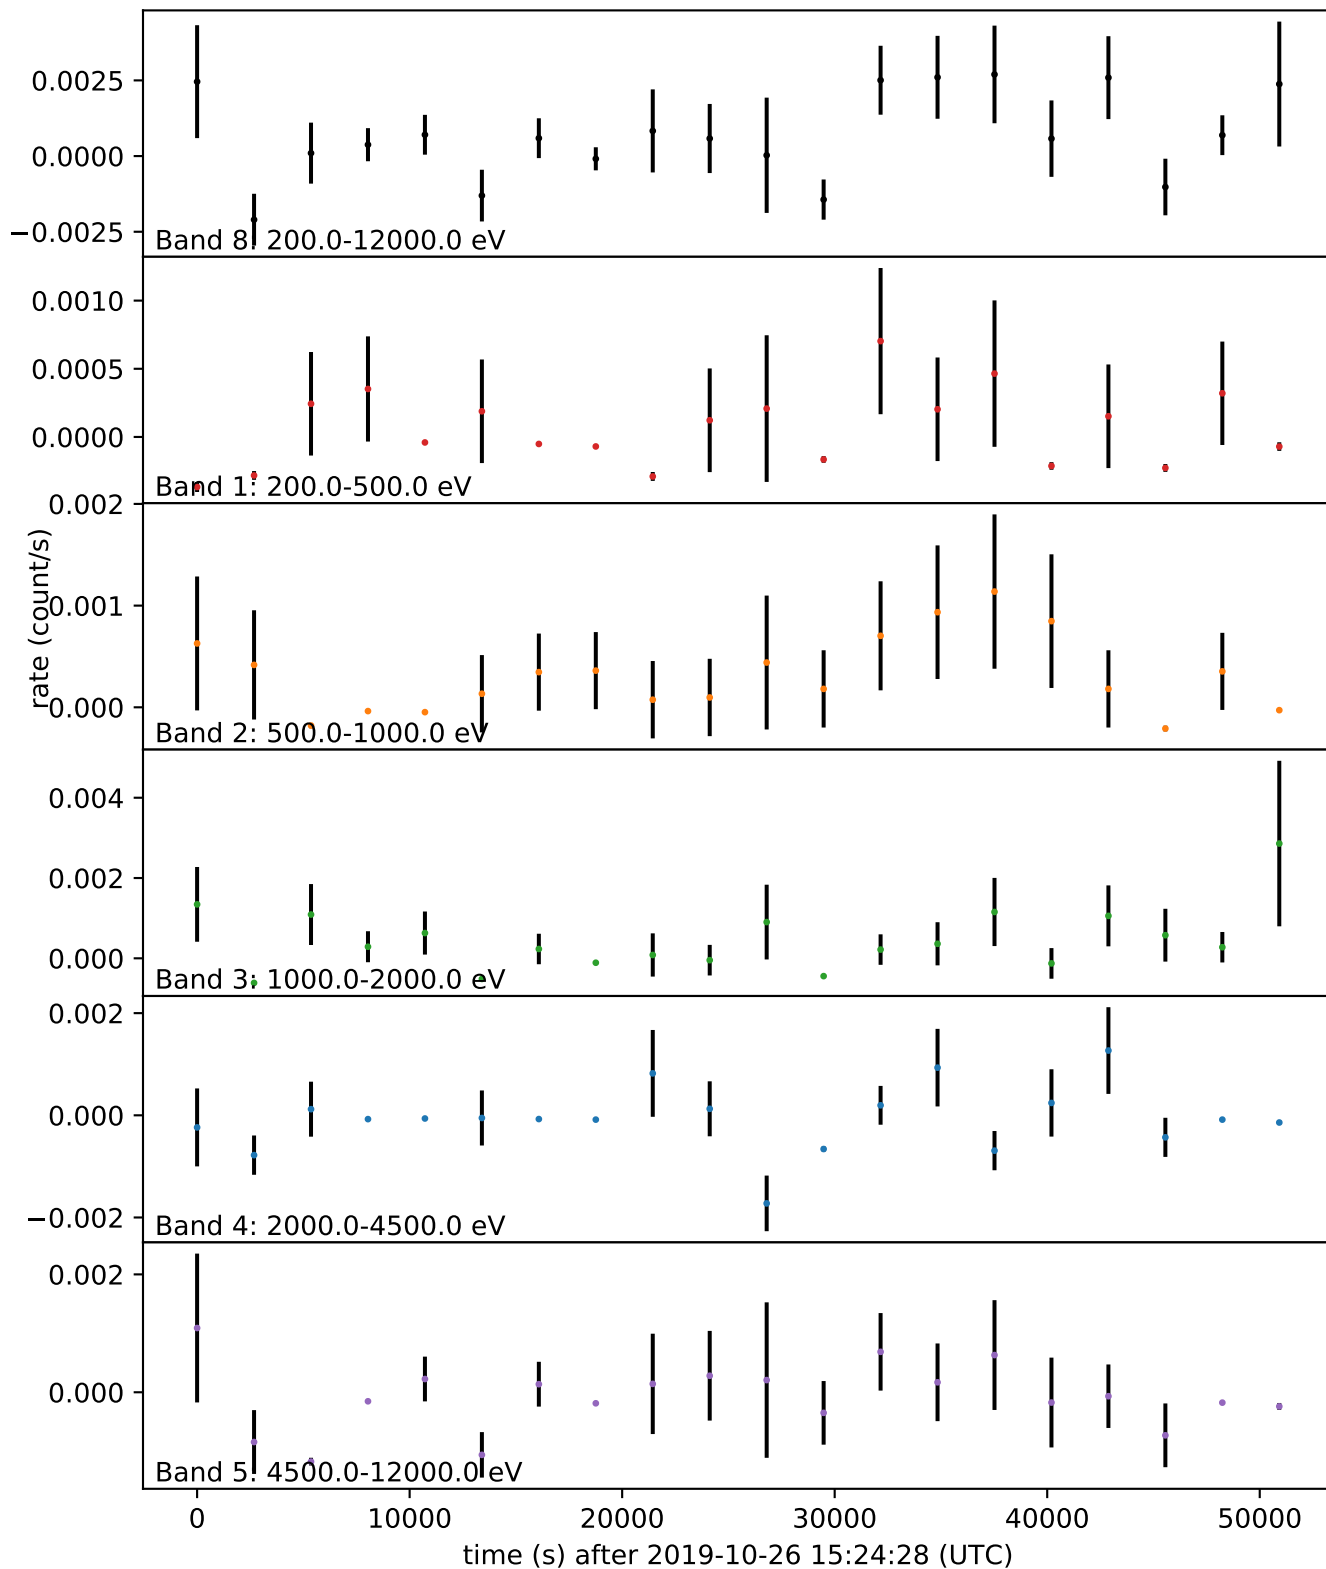 0.0025
0.0000
−0.0025
Band 8: 200.0-12000.0 eV
0.0010
0.0005
0.0000
Band 1: 200.0-500.0 eV
0.002
0.001
0.000
Band 2: 500.0-1000.0 eV
rate (count/s)
0.004
0.002
0.000
Band 3: 1000.0-2000.0 eV
0.002
0.000
−0.002
Band 4: 2000.0-4500.0 eV
0.002
0.000
Band 5: 4500.0-12000.0 eV
0 10000 20000 30000 40000 50000
time (s) after 2019-10-26 15:24:28 (UTC)